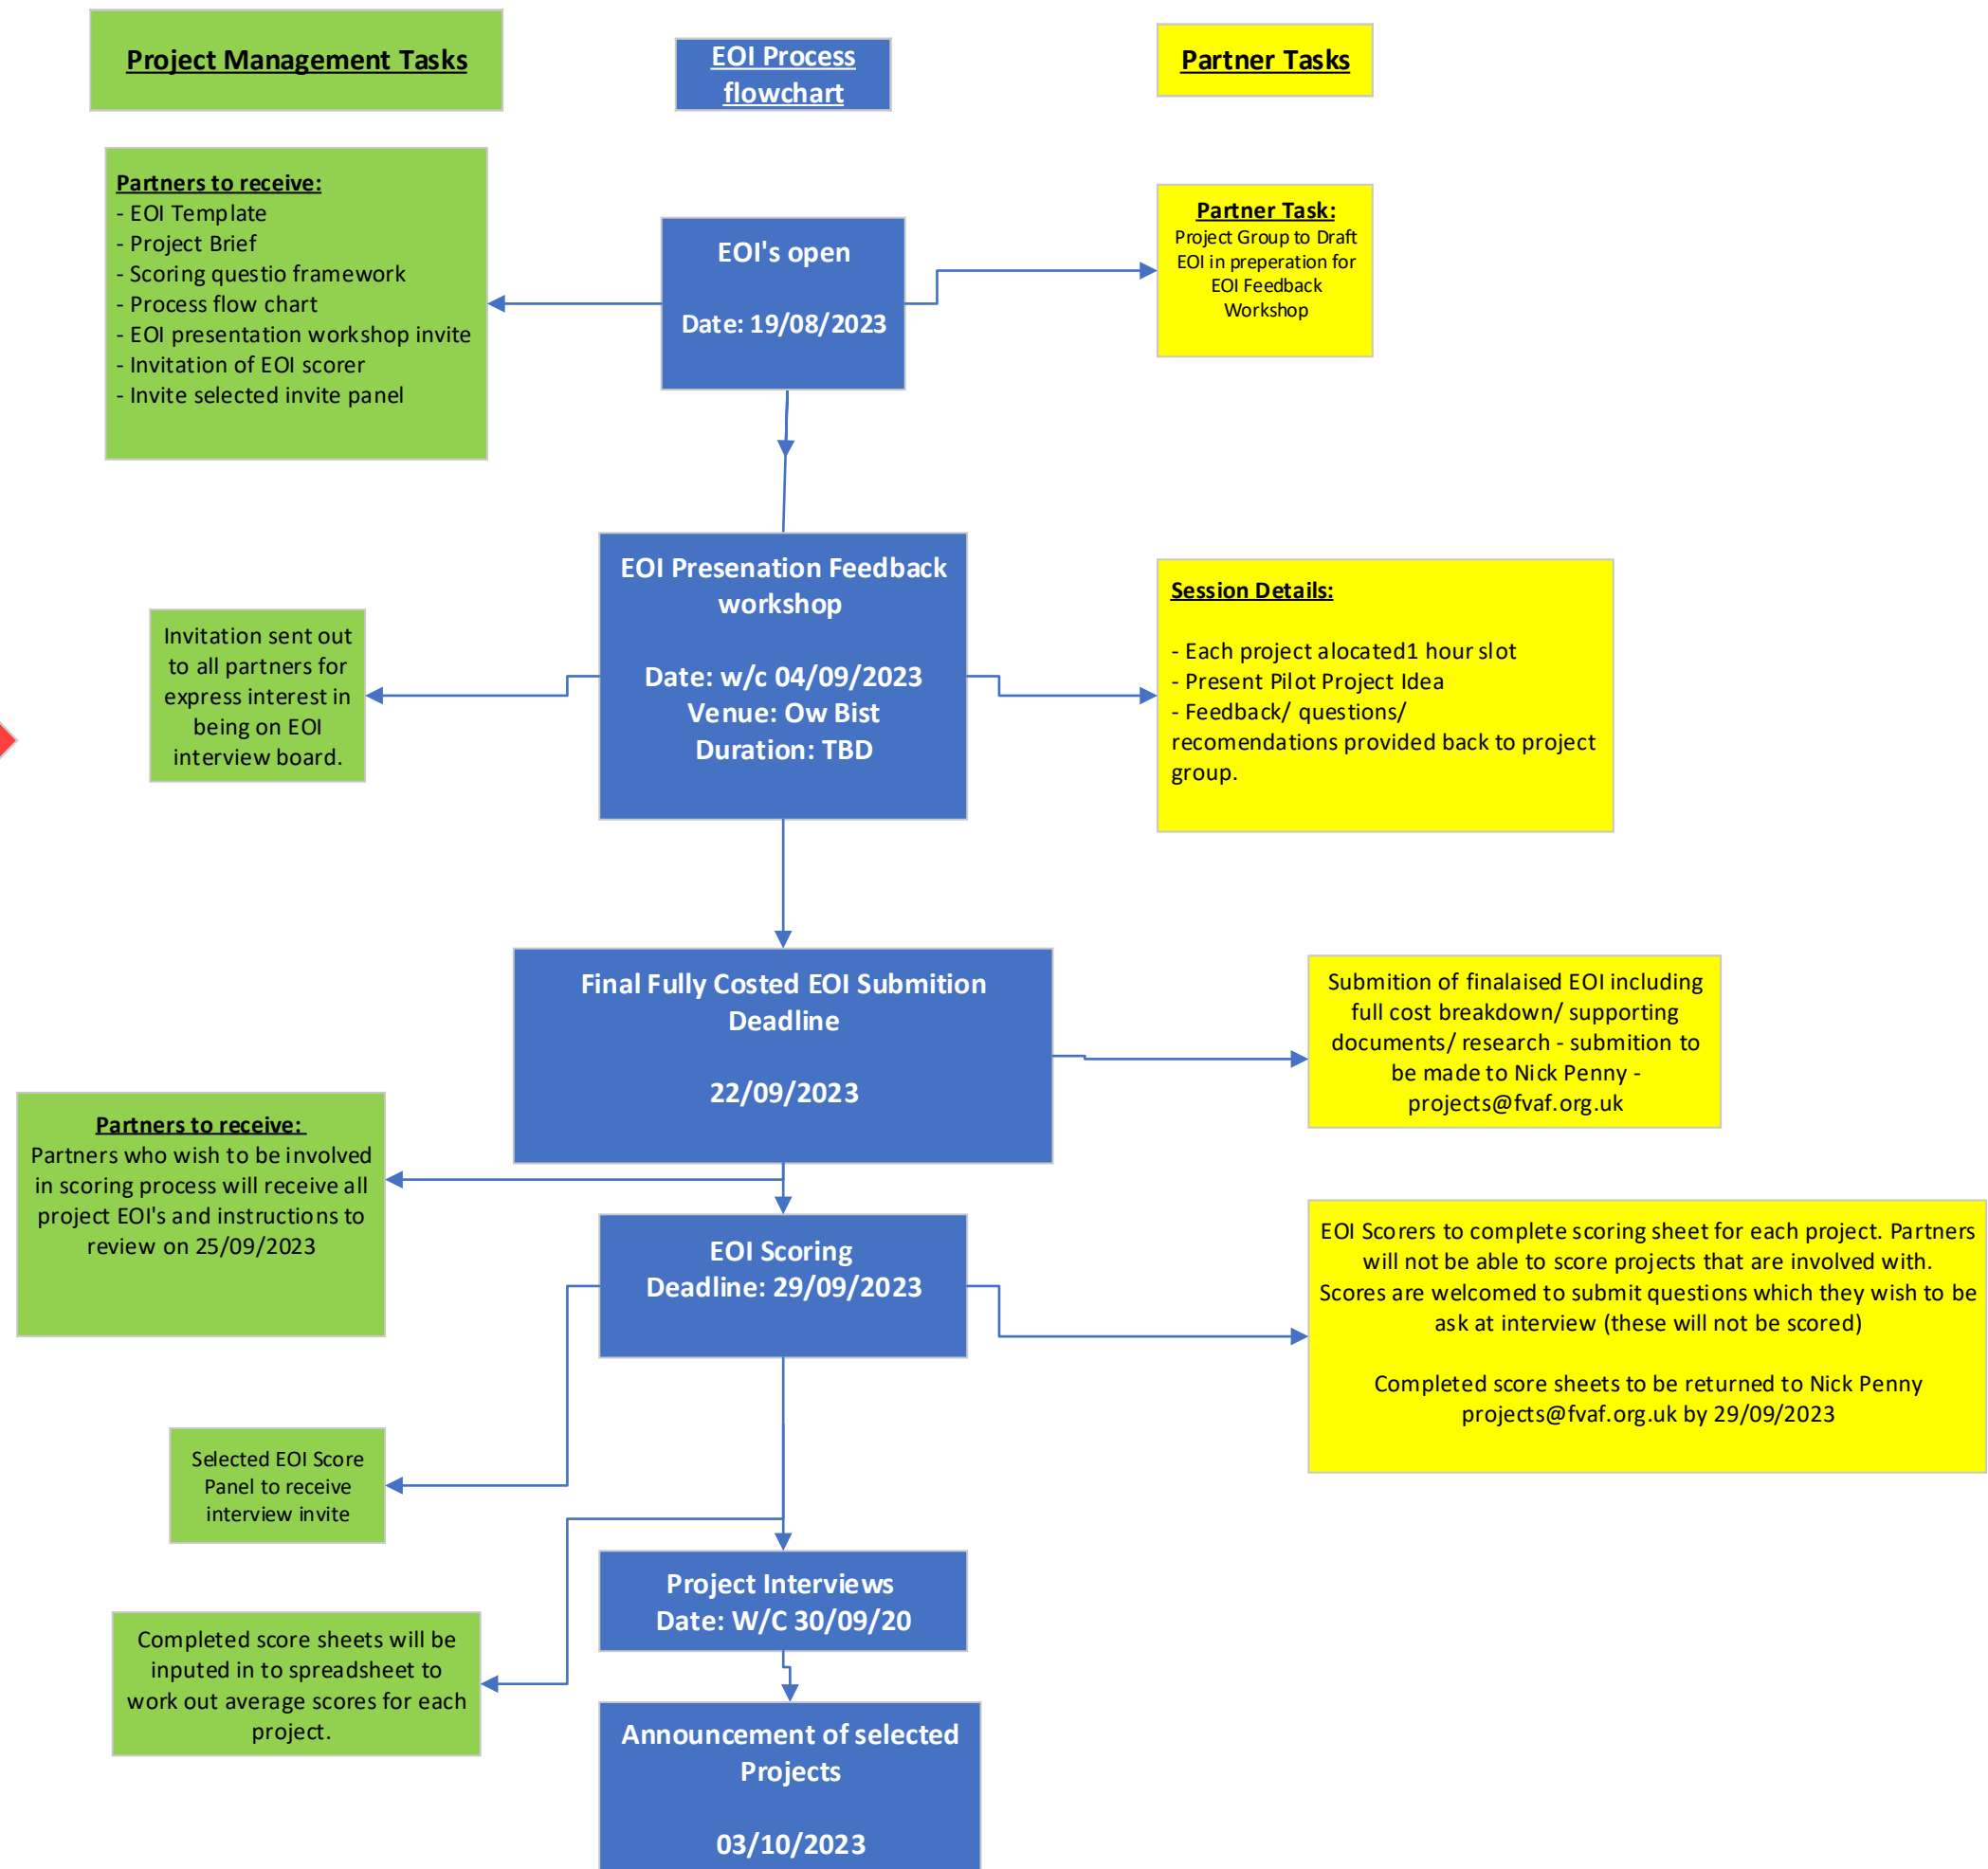 Project Management Tasks
EOI Process
flowchart
Partner Tasks
Partners to receive:
- EOI Template
- Project Brief
- Scoring questio framework
- Process flow chart
- EOI presentation workshop invite
- Invitation of EOI scorer
- Invite selected invite panel
EOI's open
Date: 19/08/2023
Partner Task:
Project Group to Draft
EOI in preperation for
EOI Feedback
Workshop
Invitation sent out
to all partners for
express interest in
being on EOI
interview board.
EOI Presenation Feedback
workshop
Date: w/c 04/09/2023
Venue: Ow Bist
Duration: TBD
Session Details:
- Each project alocated1 hour slot
- Present Pilot Project Idea
- Feedback/ questions/
recomendations provided back to project
group.
Final Fully Costed EOI Submition
Deadline
22/09/2023
Submition of finalaised EOI including
full cost breakdown/ supporting
documents/ research - submition to
be made to Nick Penny -
projects@fvaf.org.uk
Partners to receive:
Partners who wish to be involved
in scoring process will receive all
project EOI's and instructions to
review on 25/09/2023
EOI Scoring
Deadline: 29/09/2023
EOI Scorers to complete scoring sheet for each project. Partners
will not be able to score projects that are involved with.
Scores are welcomed to submit questions which they wish to be
ask at interview (these will not be scored)
Completed score sheets to be returned to Nick Penny
projects@fvaf.org.uk by 29/09/2023
Selected EOI Score
Panel to receive
interview invite
Project Interviews
Date: W/C 30/09/20
Completed score sheets will be
inputed in to spreadsheet to
work out average scores for each
project.
Announcement of selected
Projects
03/10/2023